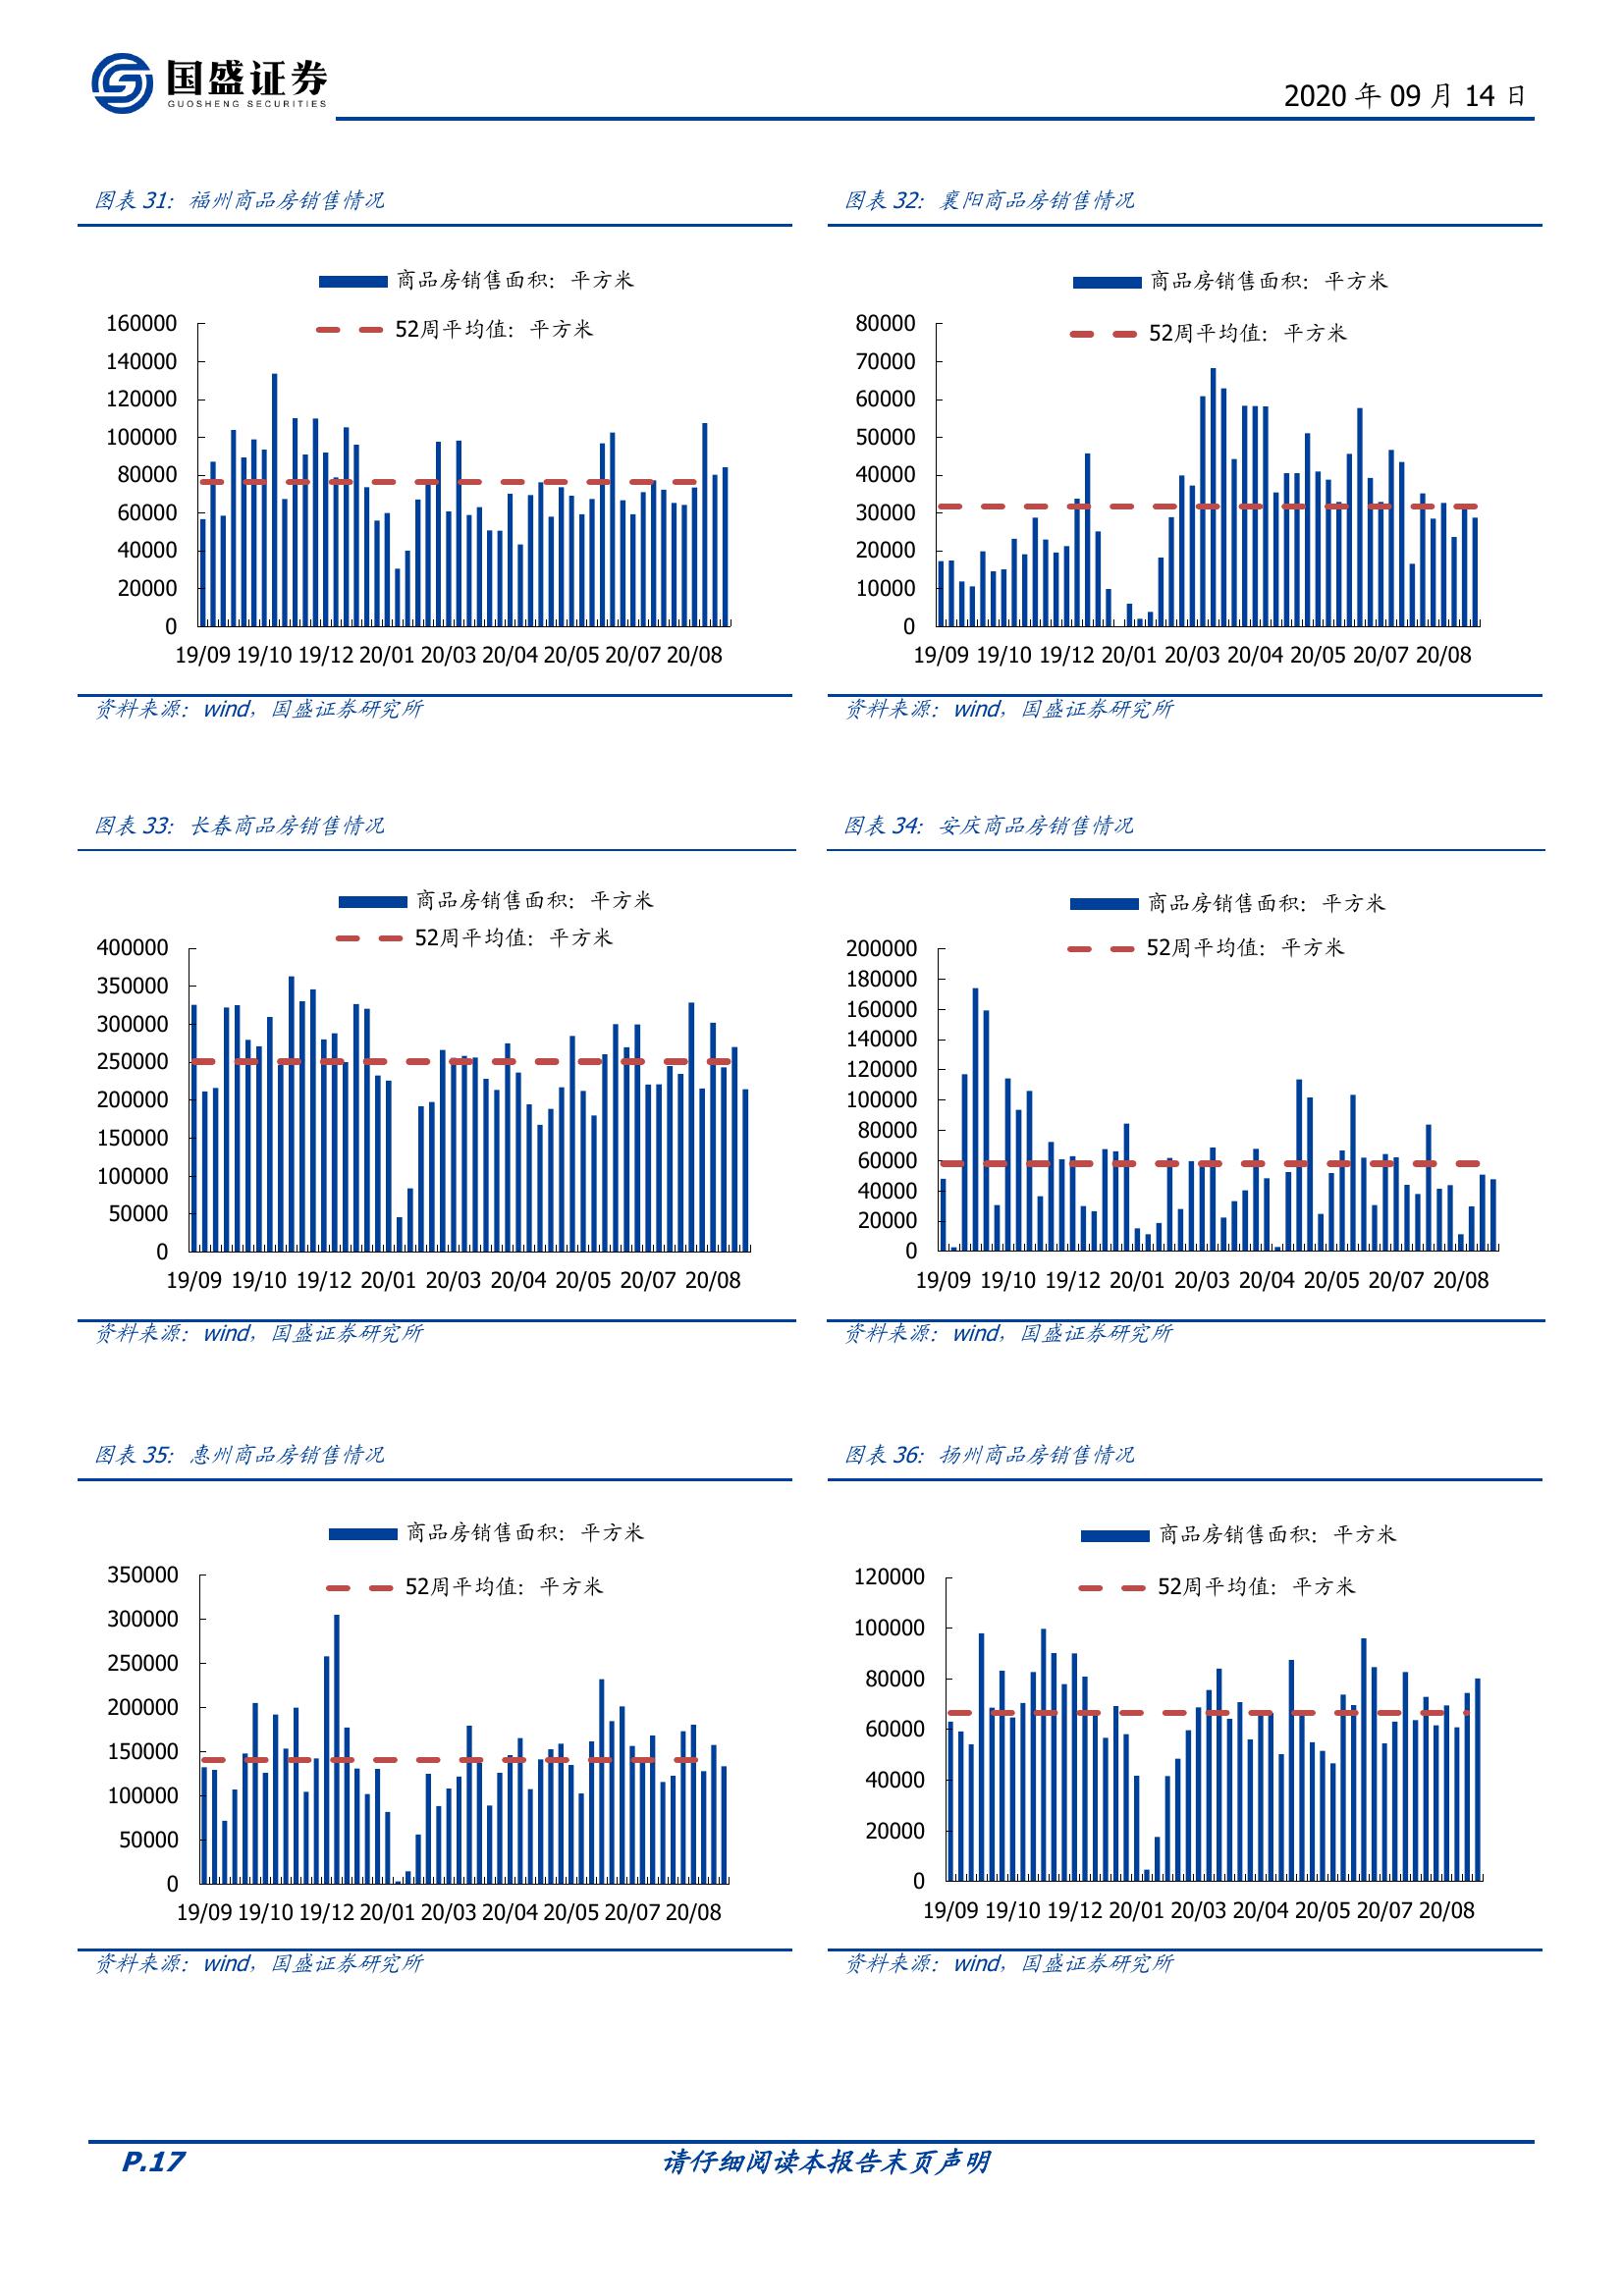 国盛证券
GUOSHENG SECURITIES
2020 年 09 月 14 日
图表 31：福州商品房销售情况
商品房销售面积：平方米
52周平均值：平方米
160000
140000
120000
100000
80000
60000
40000
20000
0
19/09 19/10 19/12 20/01 20/03 20/04 20/05 20/07 20/08
资料来源：wind，国盛证券研究所
图表 32：襄阳商品房销售情况
商品房销售面积：平方米
52周平均值：平方米
80000
70000
60000
50000
40000
30000
20000
10000
0
19/09 19/10 19/12 20/01 20/03 20/04 20/05 20/07 20/08
资料来源：wind，国盛证券研究所
图表 33：长春商品房销售情况
商品房销售面积：平方米
52周平均值：平方米
400000
350000
300000
250000
200000
150000
100000
50000
0
19/09 19/10 19/12 20/01 20/03 20/04 20/05 20/07 20/08
资料来源：wind，国盛证券研究所
图表 34：安庆商品房销售情况
商品房销售面积：平方米
52周平均值：平方米
200000
180000
160000
140000
120000
100000
80000
60000
40000
20000
0
19/09 19/10 19/12 20/01 20/03 20/04 20/05 20/07 20/08
资料来源：wind，国盛证券研究所
图表 35：惠州商品房销售情况
商品房销售面积：平方米
52周平均值：平方米
350000
300000
250000
200000
150000
100000
50000
0
19/09 19/10 19/12 20/01 20/03 20/04 20/05 20/07 20/08
资料来源：wind，国盛证券研究所
图表 36：扬州商品房销售情况
商品房销售面积：平方米
52周平均值：平方米
120000
100000
80000
60000
40000
20000
0
19/09 19/10 19/12 20/01 20/03 20/04 20/05 20/07 20/08
资料来源：wind，国盛证券研究所
P.17
请仔细阅读本报告末页声明